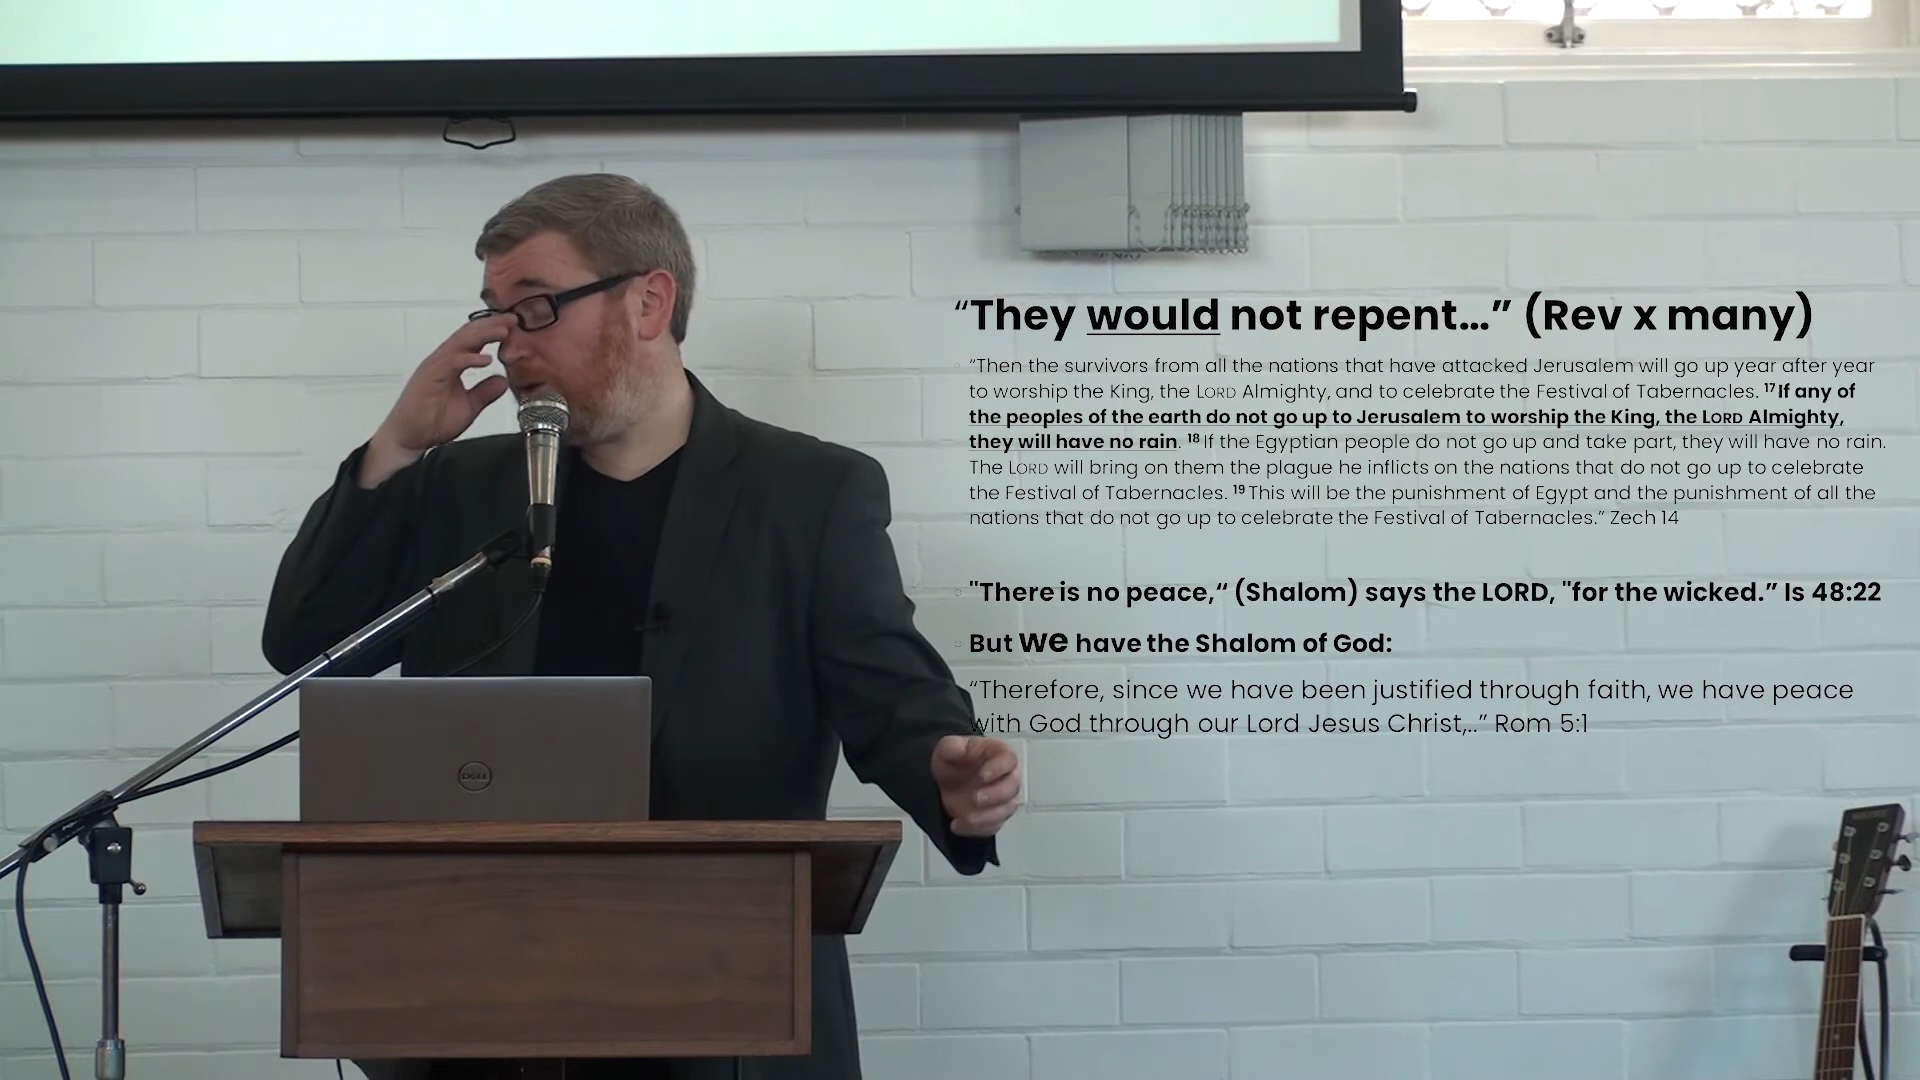 “They would not repent...” (Rev x many)
“Then the survivors from all the nations that have attacked Jerusalem will go up year after year
to worship the King, the LORD Almighty, and to celebrate the Festival of Tabernacles. ¹⁷ If any of
the peoples of the earth do not go up to Jerusalem to worship the King, the LORD Almighty,
they will have no rain. ¹⁸ If the Egyptian people do not go up and take part, they will have no rain.
The LORD will bring on them the plague he inflicts on the nations that do not go up to celebrate
the Festival of Tabernacles. ¹⁹ This will be the punishment of Egypt and the punishment of all the
nations that do not go up to celebrate the Festival of Tabernacles.” Zech 14
"There is no peace,“ (Shalom) says the LORD, "for the wicked.” Is 48:22
But we have the Shalom of God:
“Therefore, since we have been justified through faith, we have peace
with God through our Lord Jesus Christ,..” Rom 5:1
DELL